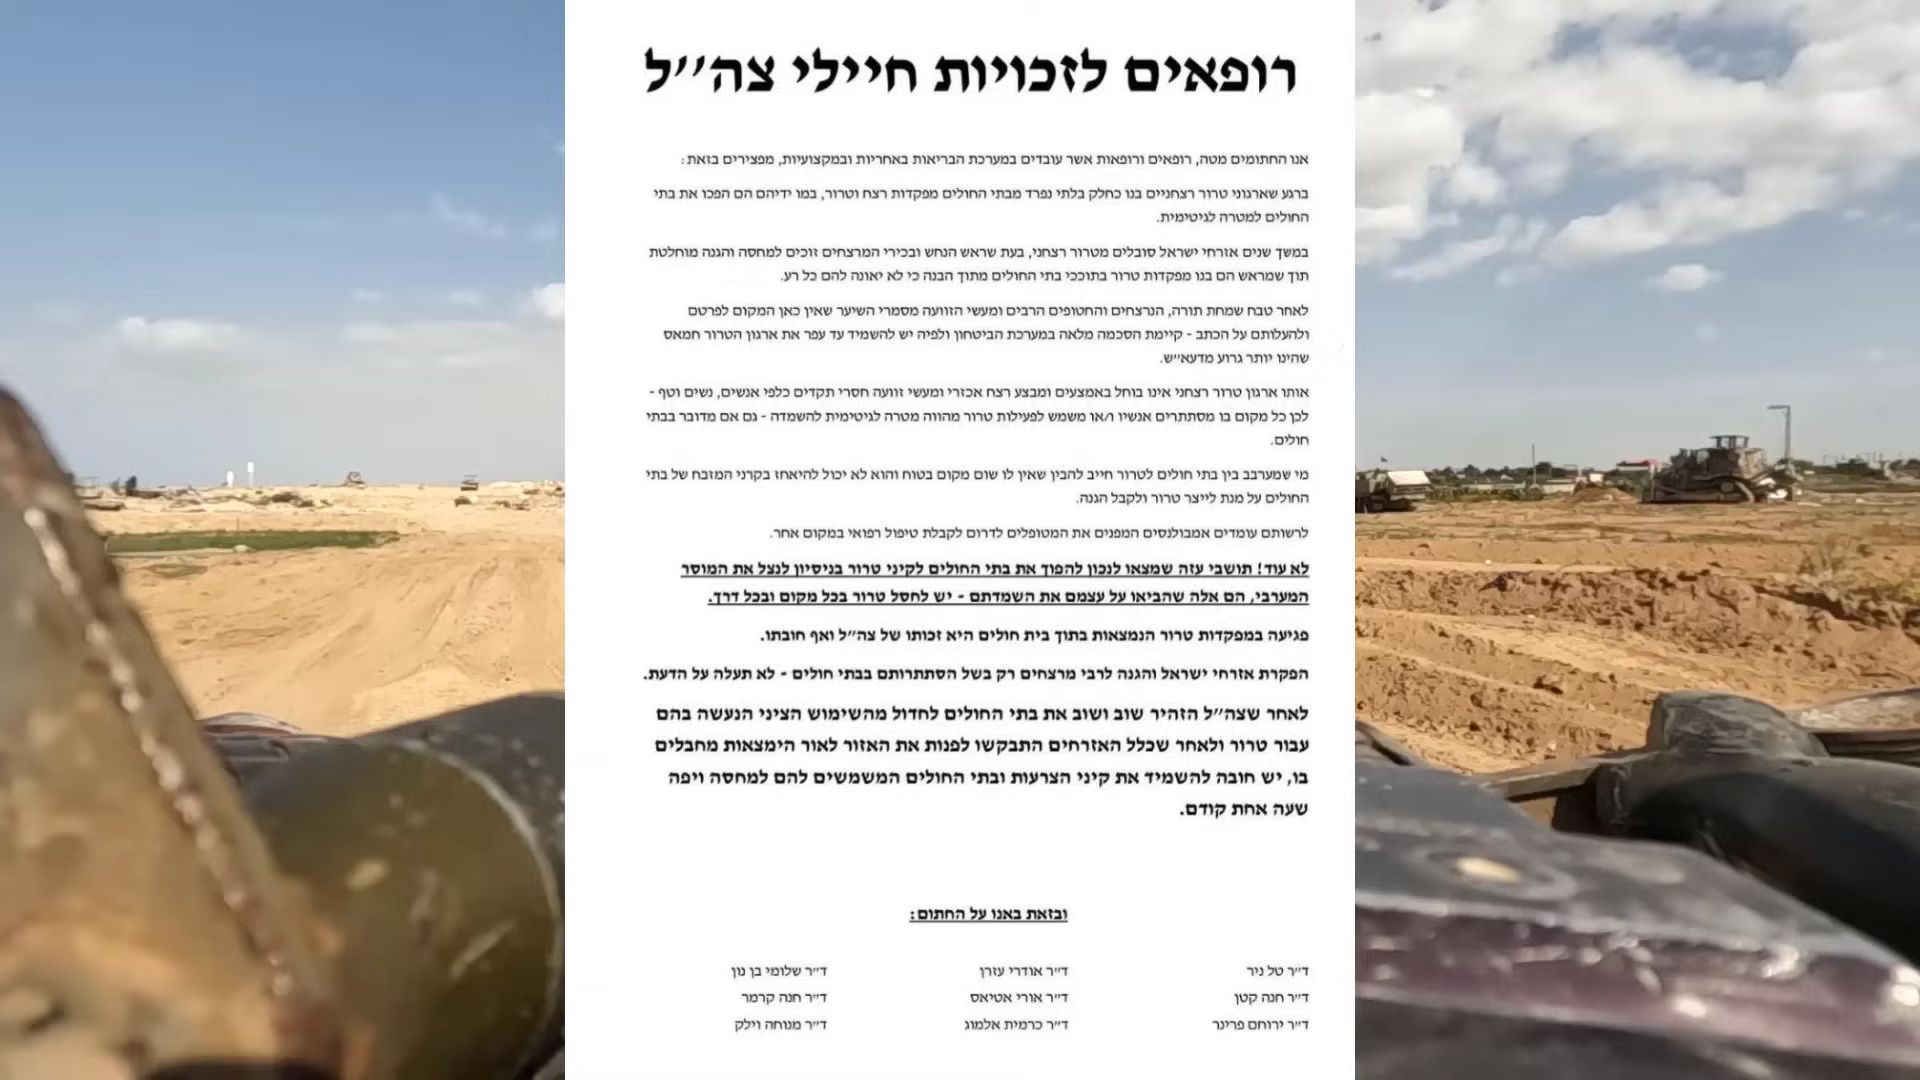 רופאים לזכויות חיילי צה''ל
אנו החתומים מטה, רופאים ורופאות אשר עובדים במערכת הבריאות באחריות ובמקצועיות, מפצירים בזאת:
ברגע שארגוני טרור רצחניים בנו כחלק בלתי נפרד מבתי החולים מפקדות רצח וטרור, במו ידיהם הם הפכו את בתי
החולים למטרה לגיטימית.
במשך שנים אזרחי ישראל סובלים מטרור רצחני, בעת שראש הנחש ובכירי המרצחים זוכים למחסה והגנה מוחלטת
תוך שמראש הם בנו מפקדות טרור בתוככי בתי החולים מתוך הבנה כי לא יאונה להם כל רע.
לאחר טבח שמחת תורה, הנרצחים והחטופים הרבים ומעשי הזוועה מסמרי השיער שאין כאן המקום לפרטם
ולהעלותם על הכתב - קיימת הסכמה מלאה במערכת הביטחון ולפיה יש להשמיד עד עפר את ארגון הטרור חמאס
שהינו יותר גרוע מדעא''ש.
אותו ארגון טרור רצחני אינו בוחל באמצעים ומבצע רצח אכזרי ומעשי זוועה חסרי תקדים כלפי אנשים, נשים וטף -
לכן כל מקום בו מסתתרים אנשיו ו/או משמש לפעילות טרור מהווה מטרה לגיטימית להשמדה - גם אם מדובר בבתי
חולים.
מי שמערבב בין בתי חולים לטרור חייב להבין שאין לו שום מקום בטוח והוא לא יכול להיאחז בקרני המזבח של בתי
החולים על מנת לייצר טרור ולקבל הגנה.
לרשותם עומדים אמבולנסים המפנים את המטופלים לדרום לקבלת טיפול רפואי במקום אחר.
לא עוד! תושבי עזה שמצאו לנכון להפוך את בתי החולים לקיני טרור בניסיון לנצל את המוסר
המערבי, הם אלה שהביאו על עצמם את השמדתם - יש לחסל טרור בכל מקום ובכל דרך.
פגיעה במפקדות טרור הנמצאות בתוך בית חולים היא זכותו של צה''ל ואף חובתו.
הפקרת אזרחי ישראל והגנה לרבי מרצחים רק בשל הסתתרותם בבתי חולים - לא תעלה על הדעת.
לאחר שצה''ל הזהיר שוב ושוב את בתי החולים לחדול מהשימוש הציני הנעשה בהם
עבור טרור ולאחר שכלל האזרחים התבקשו לפנות את האזור לאור הימצאות מחבלים
בו, יש חובה להשמיד את קיני הצרעות ובתי החולים המשמשים להם למחסה ויפה
שעה אחת קודם.
ובזאת באנו על החתום:
ד''ר טל ניר ד''ר אודרי עזרן ד''ר שלומי בן נון
ד''ר חנה קטן ד''ר אורי אטיאס ד''ר חנה קרמר
ד''ר ירוחם פרינר ד''ר כרמית אלמוג ד''ר מנוחה וילק